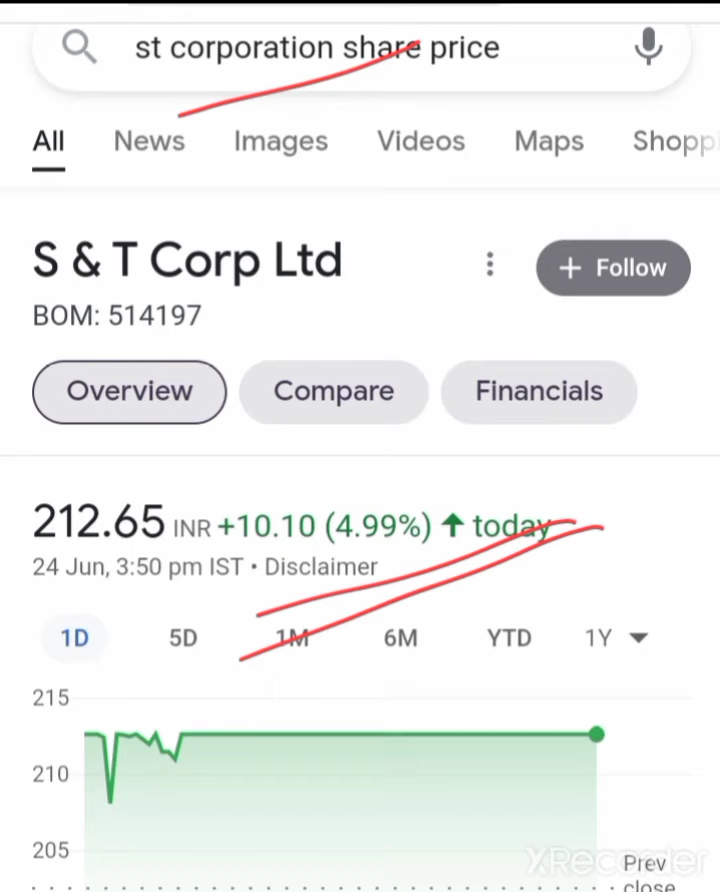 st corporation share price
All News Images Videos Maps Shopp
S & T Corp Ltd
+ Follow
BOM: 514197
Overview Compare Financials
212.65 INR +10.10 (4.99%) ↑ today
24 Jun, 3:50 pm IST • Disclaimer
1D 5D 1M 6M YTD 1Y
215
210
205
XRecorder
Prev
close